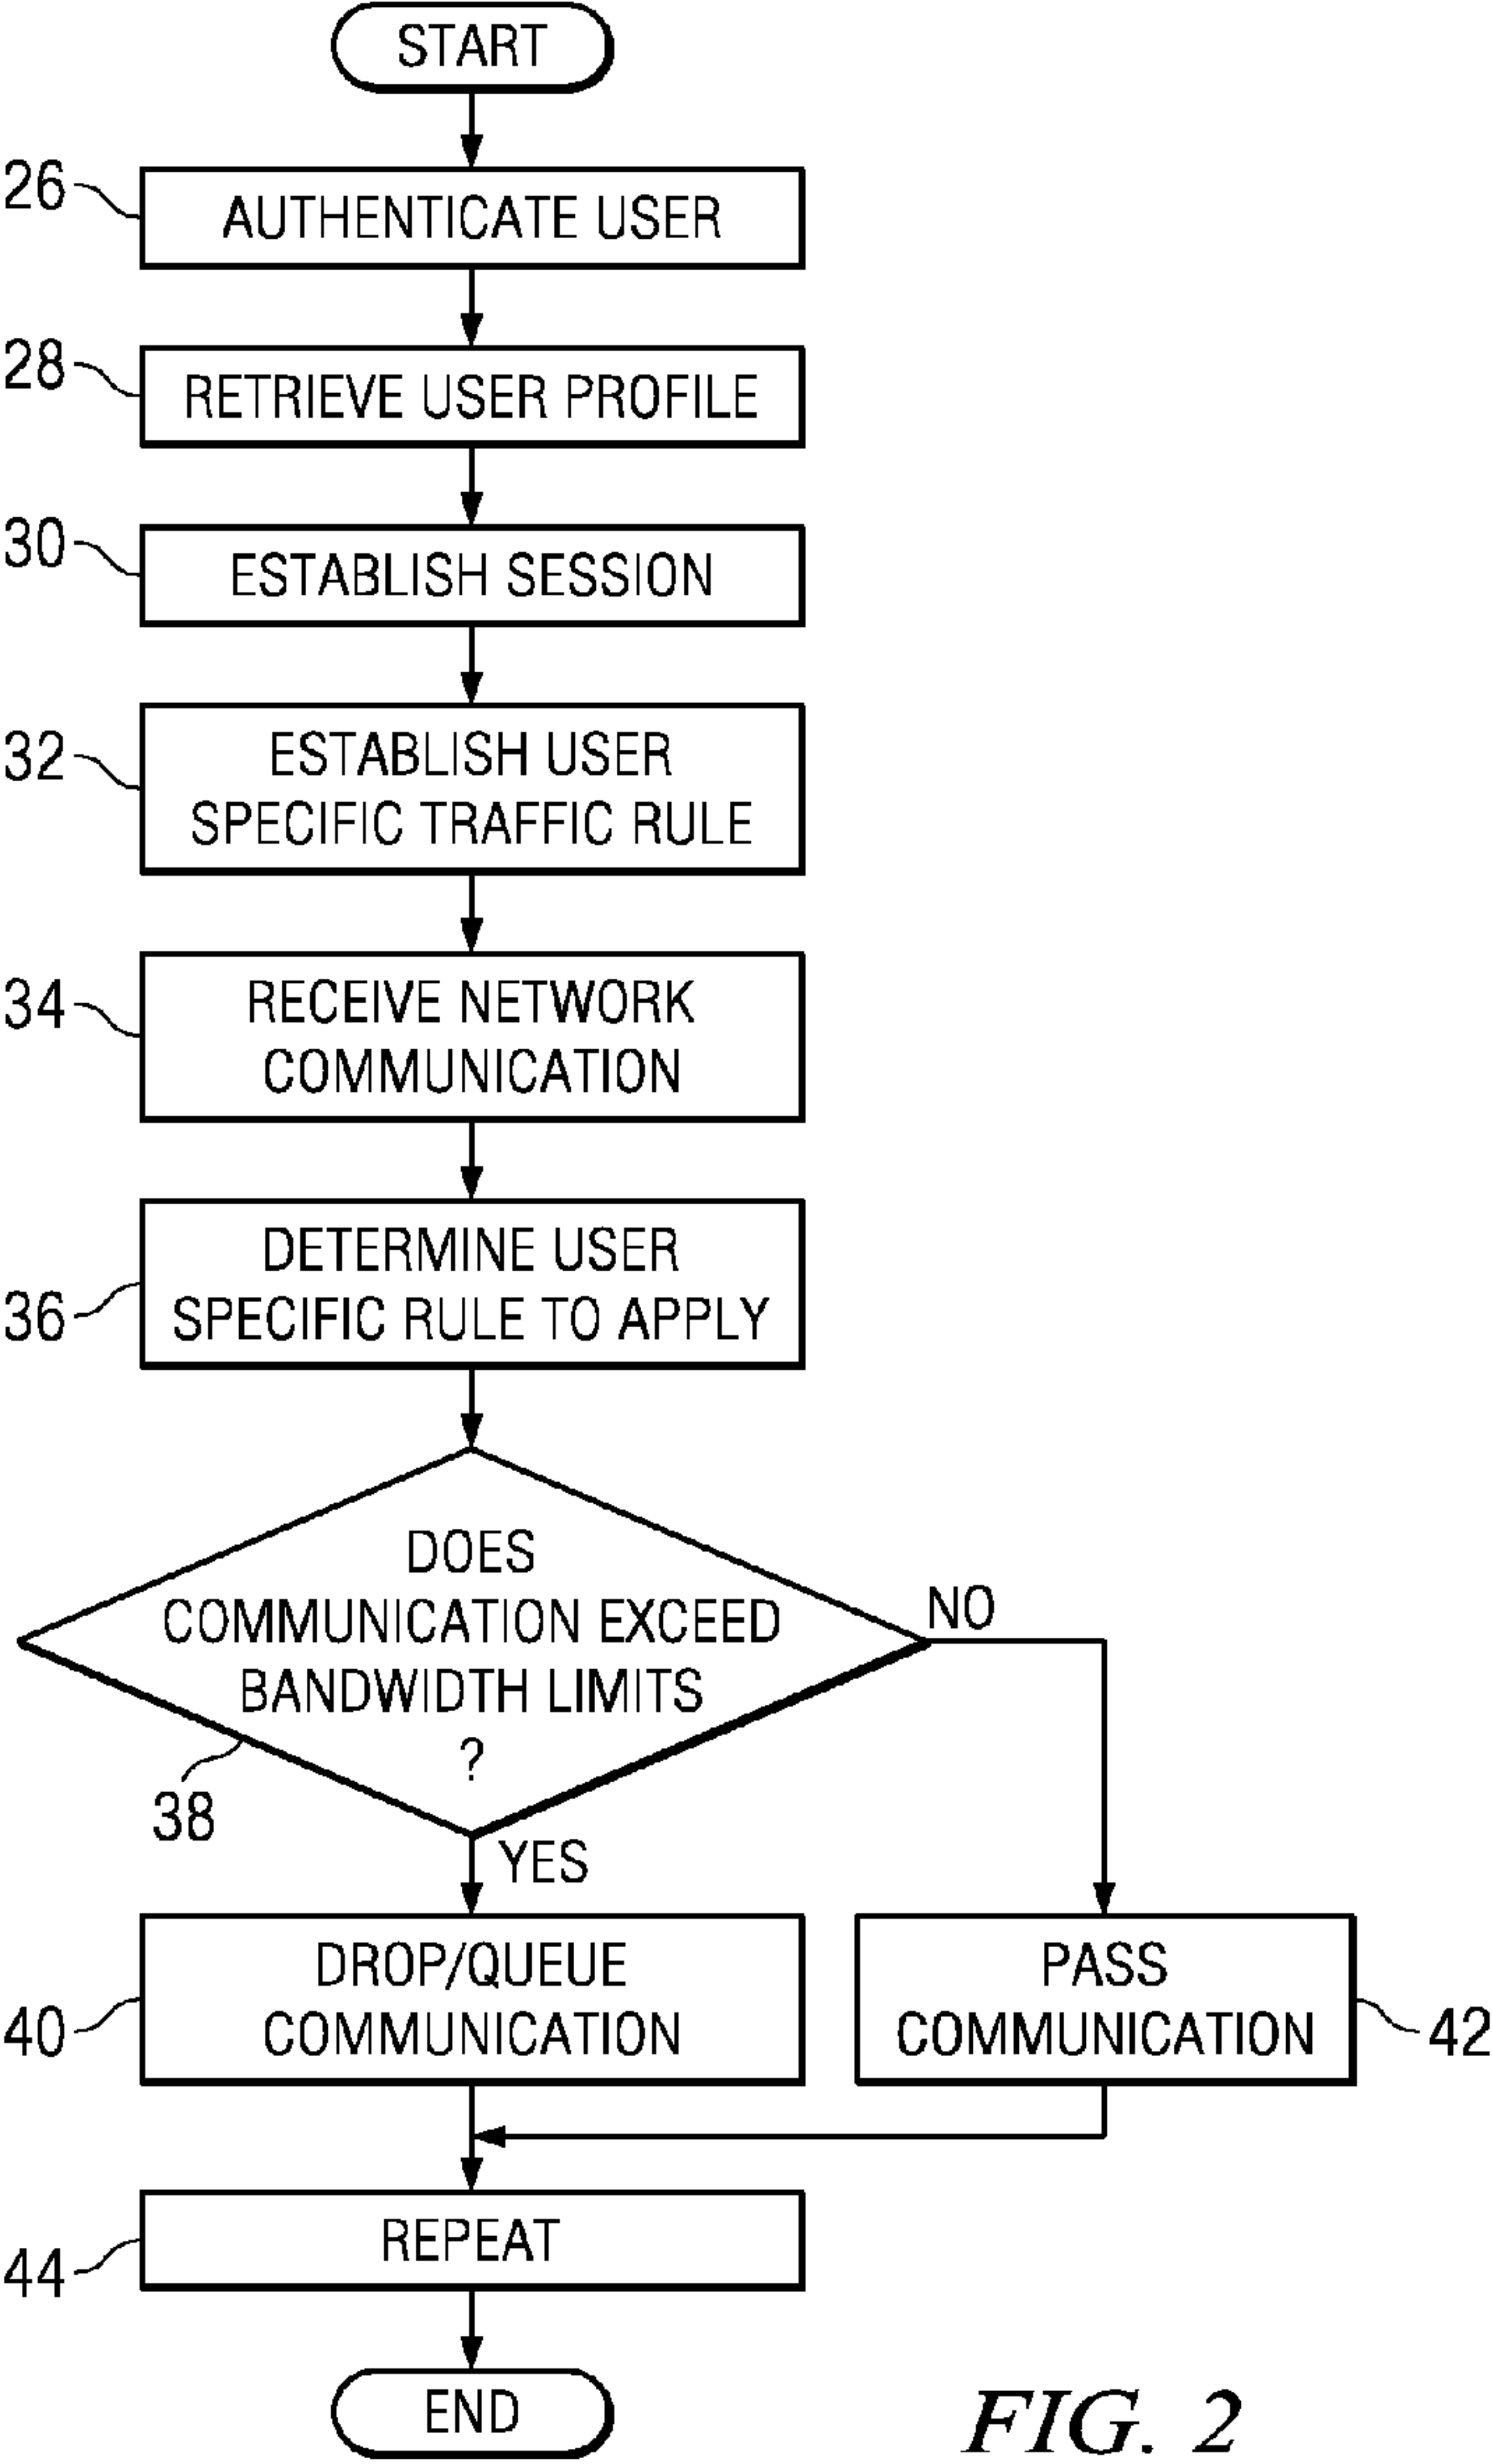 START
26
AUTHENTICATE USER
28
RETRIEVE USER PROFILE
30
ESTABLISH SESSION
32
ESTABLISH USER
SPECIFIC TRAFFIC RULE
34
RECEIVE NETWORK
COMMUNICATION
36
DETERMINE USER
SPECIFIC RULE TO APPLY
DOES
COMMUNICATION EXCEED
BANDWIDTH LIMITS
?
NO
38
YES
40
DROP/QUEUE
COMMUNICATION
PASS
COMMUNICATION
42
44
REPEAT
END
FIG. 2